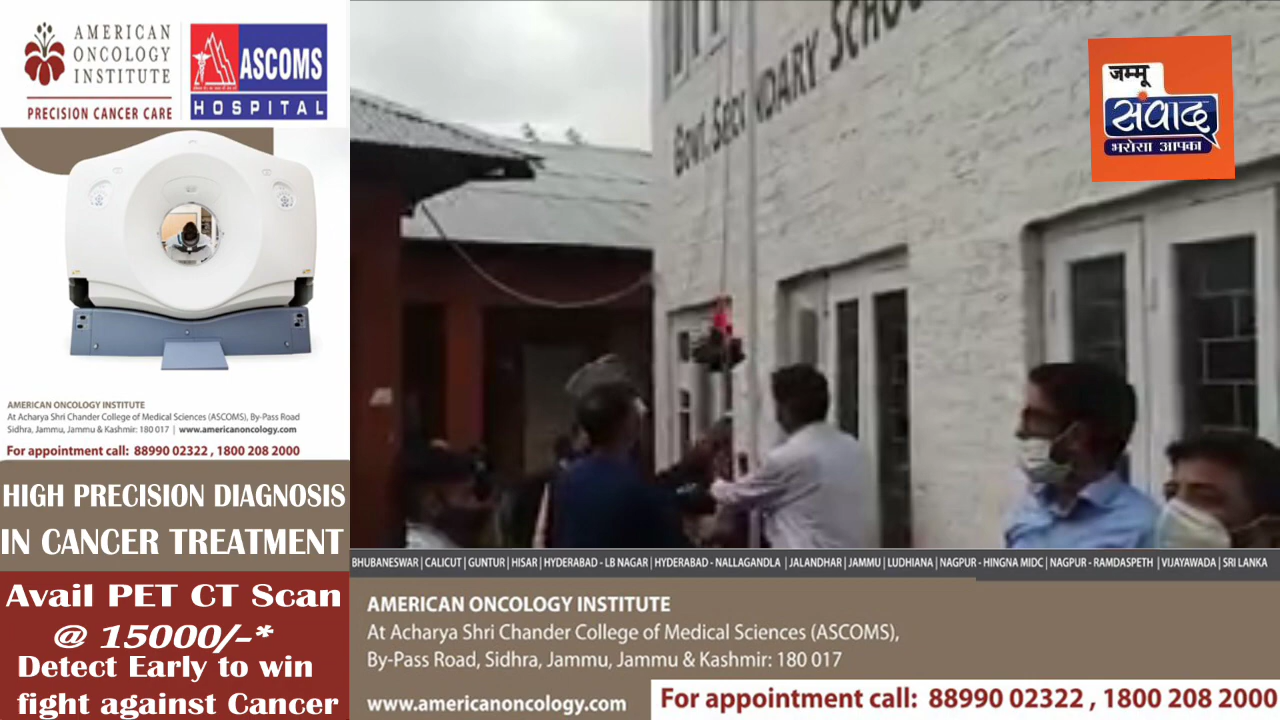 AMERICAN
ONCOLOGY
INSTITUTE
PRECISION CANCER CARE
ASCOMS
HOSPITAL
AMERICAN ONCOLOGY INSTITUTE
At Acharya Shri Chander College of Medical Sciences (ASCOMS), By-Pass Road
Sidhra, Jammu, Jammu & Kashmir: 180 017 | www.americanoncology.com
For appointment call: 88990 02322 , 1800 208 2000
HIGH PRECISION DIAGNOSIS
IN CANCER TREATMENT
Avail PET CT Scan
@ 15000/-*
Detect Early to win
fight against Cancer
GOVT. SECONDARY SCHOO
जम्मू
संवाद
भरोसा आपका
BHUBANESWAR | CALICUT | GUNTUR | HISAR | HYDERABAD - LB NAGAR | HYDERABAD - NALLAGANDLA | JALANDHAR | JAMMU | LUDHIANA | NAGPUR - HINGNA MIDC | NAGPUR - RAMDASPETH | VIJAYAWADA | SRI LANKA
AMERICAN ONCOLOGY INSTITUTE
At Acharya Shri Chander College of Medical Sciences (ASCOMS),
By-Pass Road, Sidhra, Jammu, Jammu & Kashmir: 180 017
www.americanoncology.com
For appointment call: 88990 02322 , 1800 208 2000